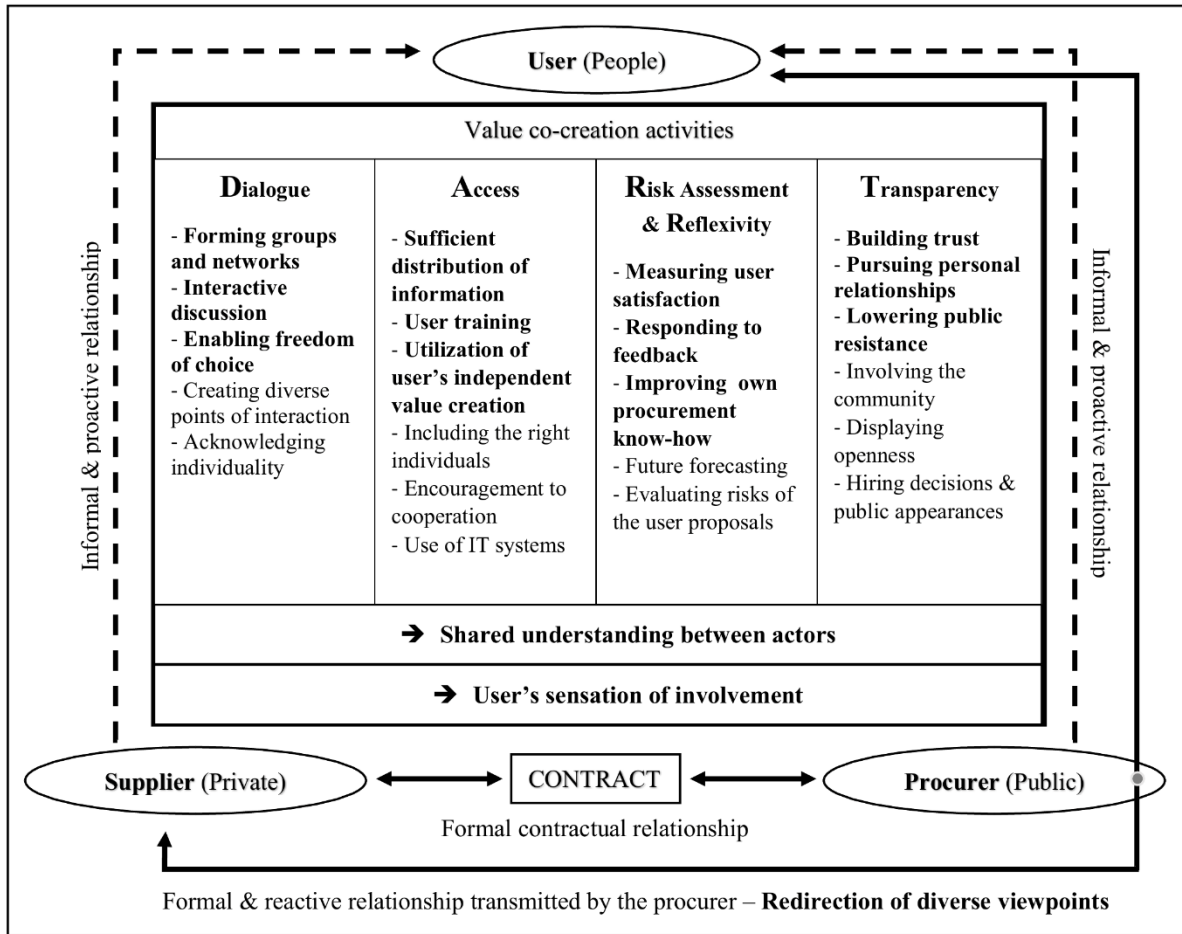 User (People)
Value co-creation activities
Dialogue
- Forming groups
and networks
- Interactive
discussion
- Enabling freedom
of choice
- Creating diverse
points of interaction
- Acknowledging
individuality
Access
- Sufficient
distribution of
information
- User training
- Utilization of
user's independent
value creation
- Including the right
individuals
- Encouragement to
cooperation
- Use of IT systems
Risk Assessment
& Reflexivity
- Measuring user
satisfaction
- Responding to
feedback
- Improving own
procurement
know-how
- Future forecasting
- Evaluating risks of
the user proposals
Transparency
- Building trust
- Pursuing personal
relationships
- Lowering public
resistance
- Involving the
community
- Displaying
openness
- Hiring decisions &
public appearances
Informal & proactive relationship
Informal & proactive relationship
➔ Shared understanding between actors
➔ User's sensation of involvement
Supplier (Private)
CONTRACT
Procurer (Public)
Formal contractual relationship
Formal & reactive relationship transmitted by the procurer – Redirection of diverse viewpoints